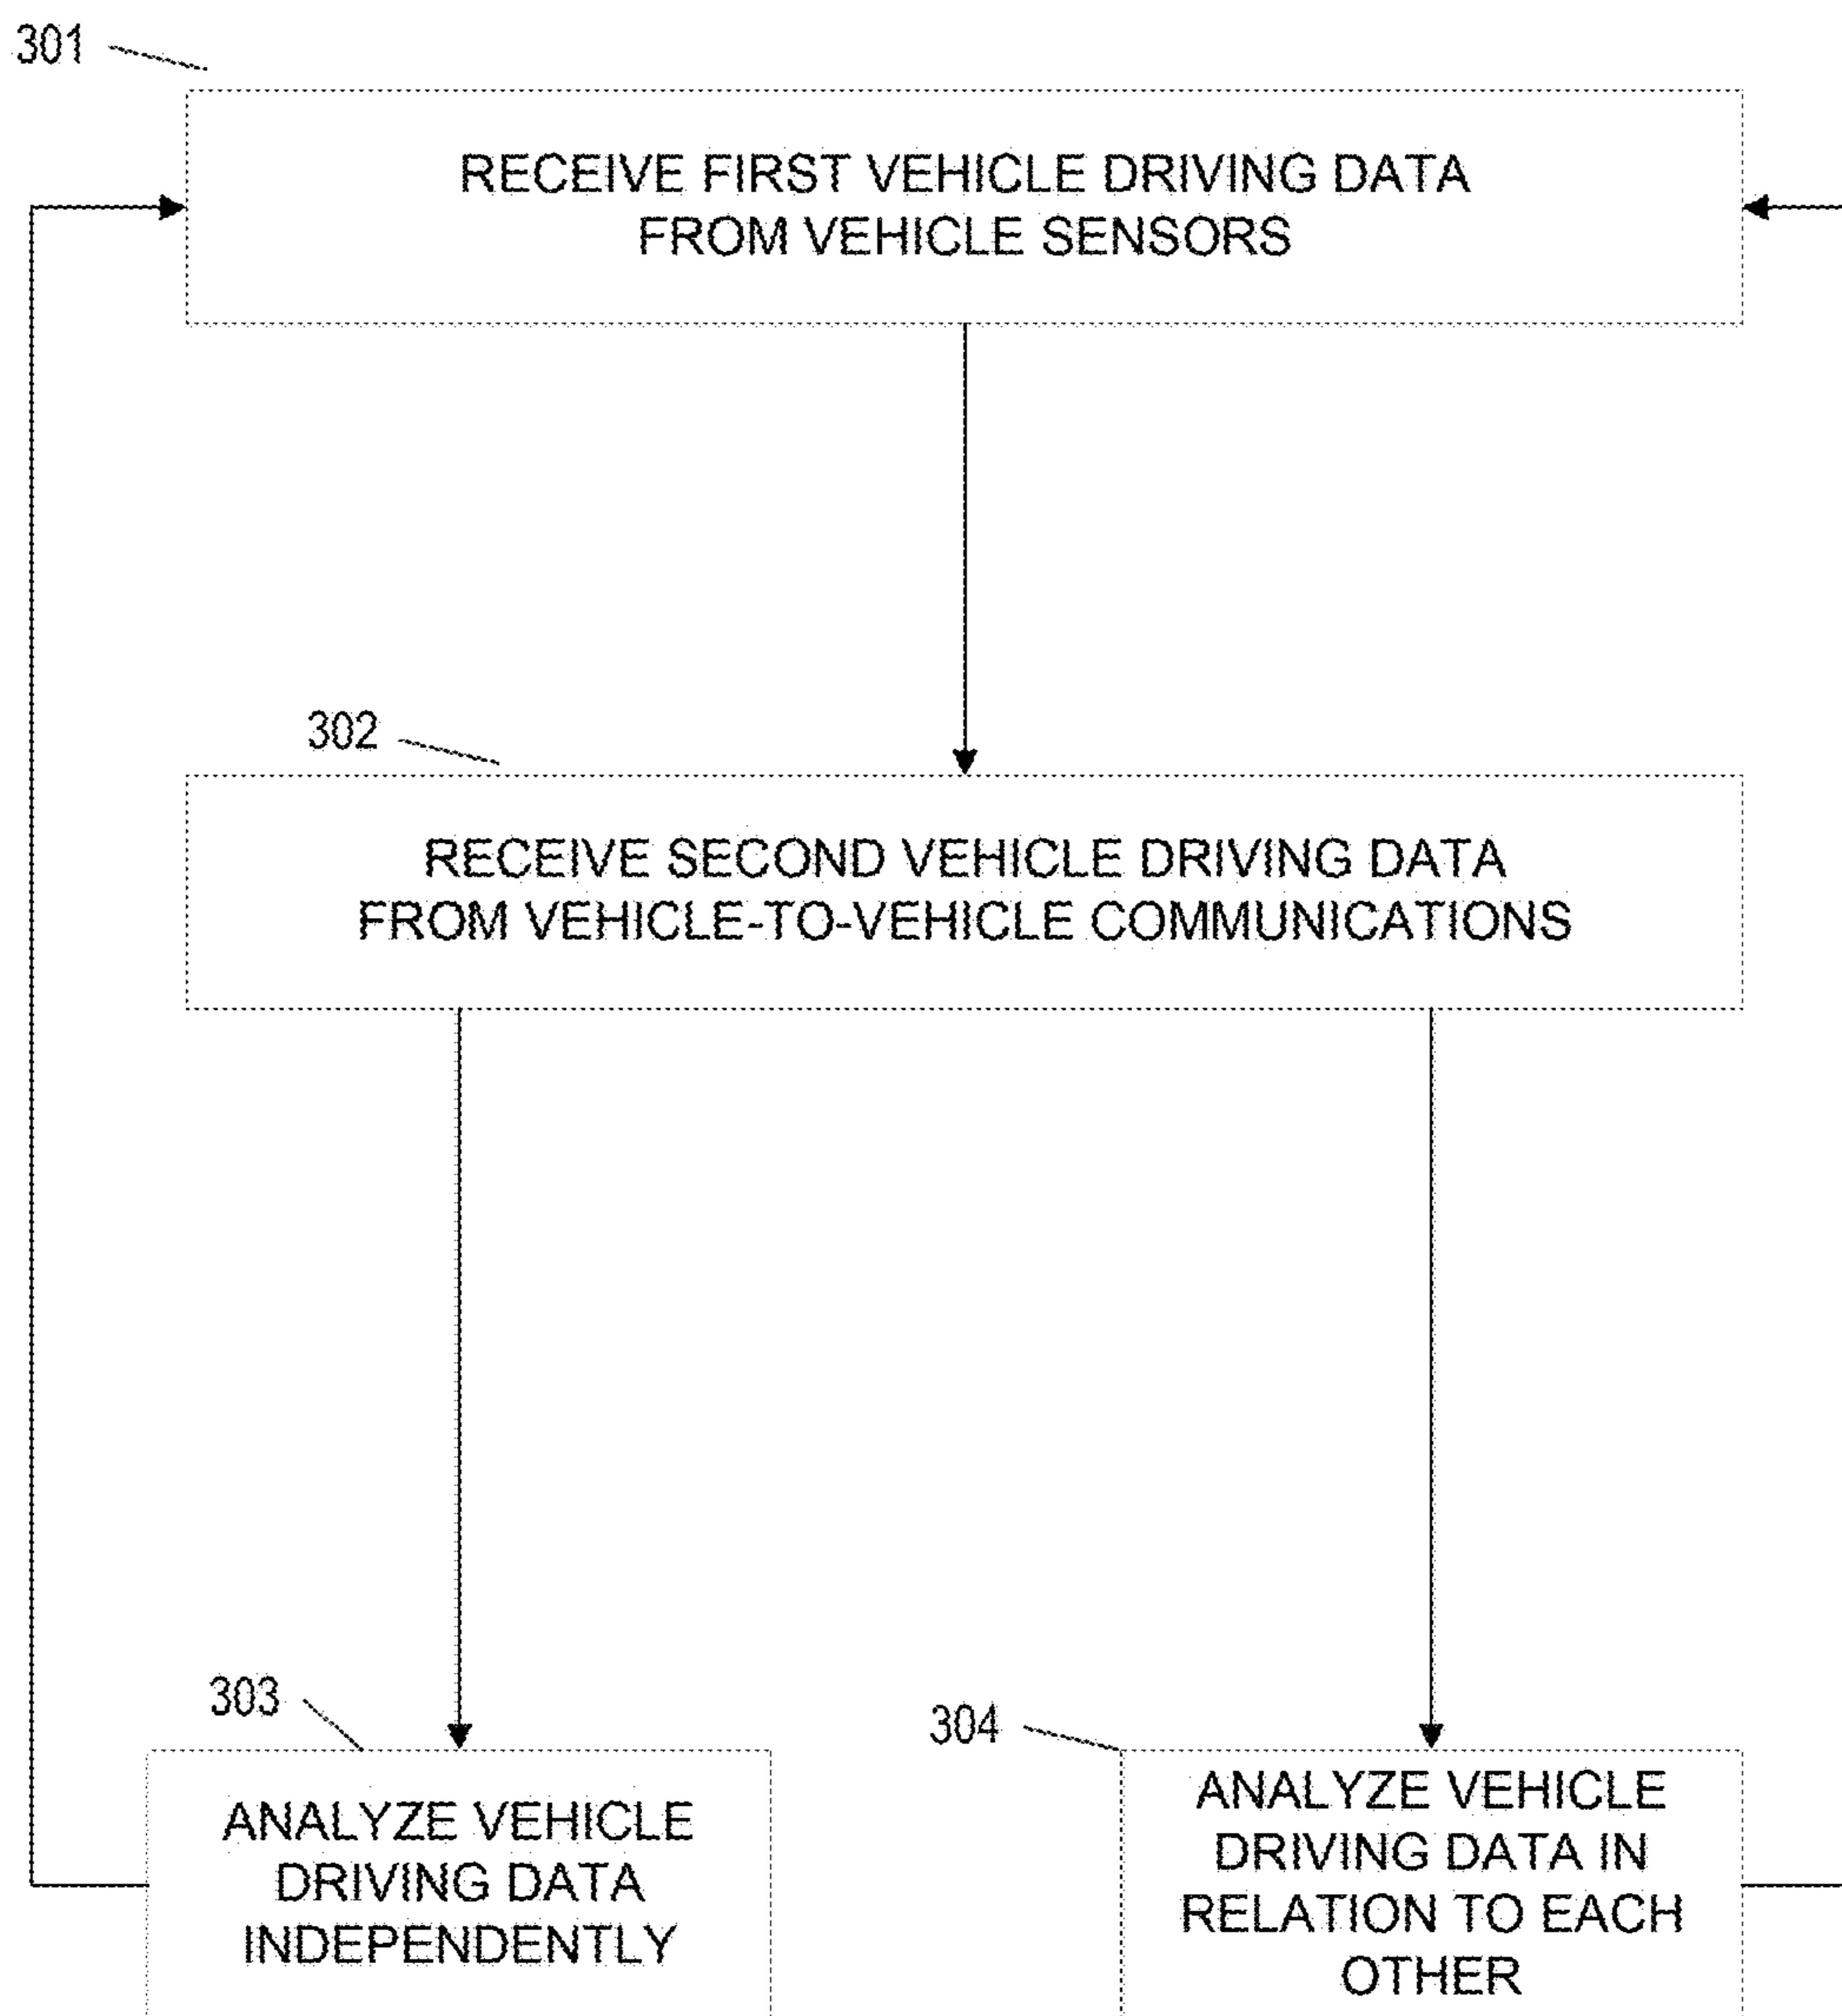 301
RECEIVE FIRST VEHICLE DRIVING DATA
FROM VEHICLE SENSORS
302
RECEIVE SECOND VEHICLE DRIVING DATA
FROM VEHICLE-TO-VEHICLE COMMUNICATIONS
303
ANALYZE VEHICLE
DRIVING DATA
INDEPENDENTLY
304
ANALYZE VEHICLE
DRIVING DATA IN
RELATION TO EACH
OTHER